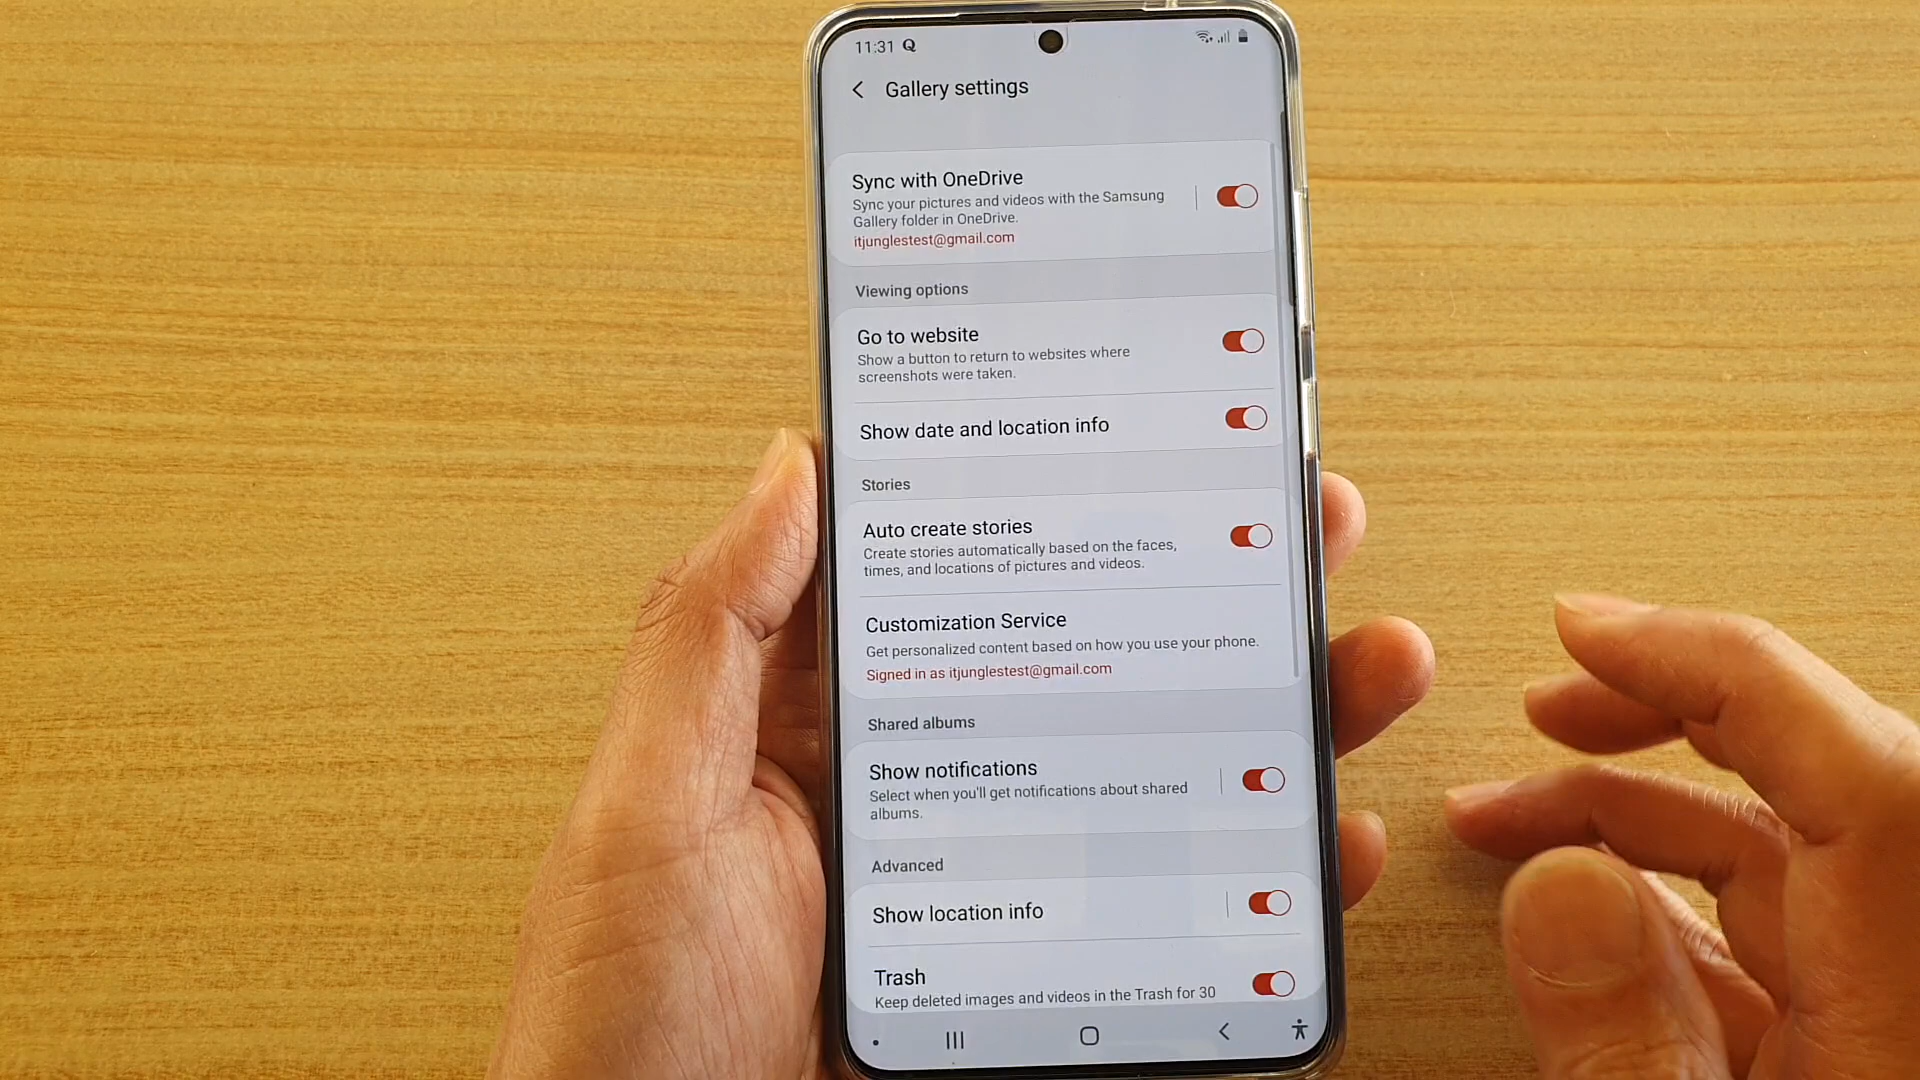 11:31
Gallery settings
Sync with OneDrive
Sync your pictures and videos with the Samsung
Gallery folder in OneDrive.
itjunglestest@gmail.com
Viewing options
Go to website
Show a button to return to websites where
screenshots were taken.
Show date and location info
Stories
Auto create stories
Create stories automatically based on the faces,
times, and locations of pictures and videos.
Customization Service
Get personalized content based on how you use your phone.
Signed in as itjunglestest@gmail.com
Shared albums
Show notifications
Select when you'll get notifications about shared
albums.
Advanced
Show location info
Trash
Keep deleted images and videos in the Trash for 30